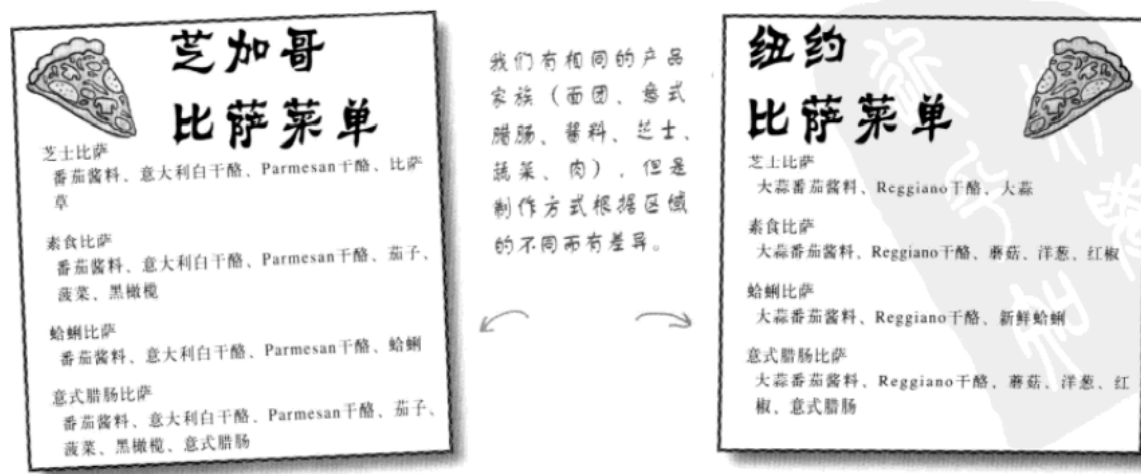 芝加哥
比萨菜单
芝士比萨
番茄酱料、意大利白干酪、Parmesan干酪、比萨
草
素食比萨
番茄酱料、意大利白干酪、Parmesan干酪、茄子、
菠菜、黑橄榄
蛤蜊比萨
番茄酱料、意大利白干酪、Parmesan干酪、蛤蜊
意式腊肠比萨
番茄酱料、意大利白干酪、Parmesan干酪、茄子、
菠菜、黑橄榄、意式腊肠
我们有相同的产品
家族（面团、意式
腊肠、酱料、芝士、
蔬菜、肉），但是
制作方式根据区域
的不同而有差异。
纽约
比萨菜单
芝士比萨
大蒜番茄酱料、Reggiano干酪、大蒜
素食比萨
大蒜番茄酱料、Reggiano干酪、蘑菇、洋葱、红椒
蛤蜊比萨
大蒜番茄酱料、Reggiano干酪、新鲜蛤蜊
意式腊肠比萨
大蒜番茄酱料、Reggiano干酪、蘑菇、洋葱、红
椒、意式腊肠